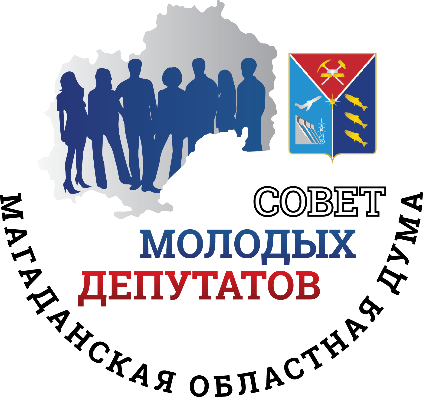 СОВЕТ
МОЛОДЫХ
ДЕПУТАТОВ
МАГАДАНСКАЯ ОБЛАСТНАЯ ДУМА